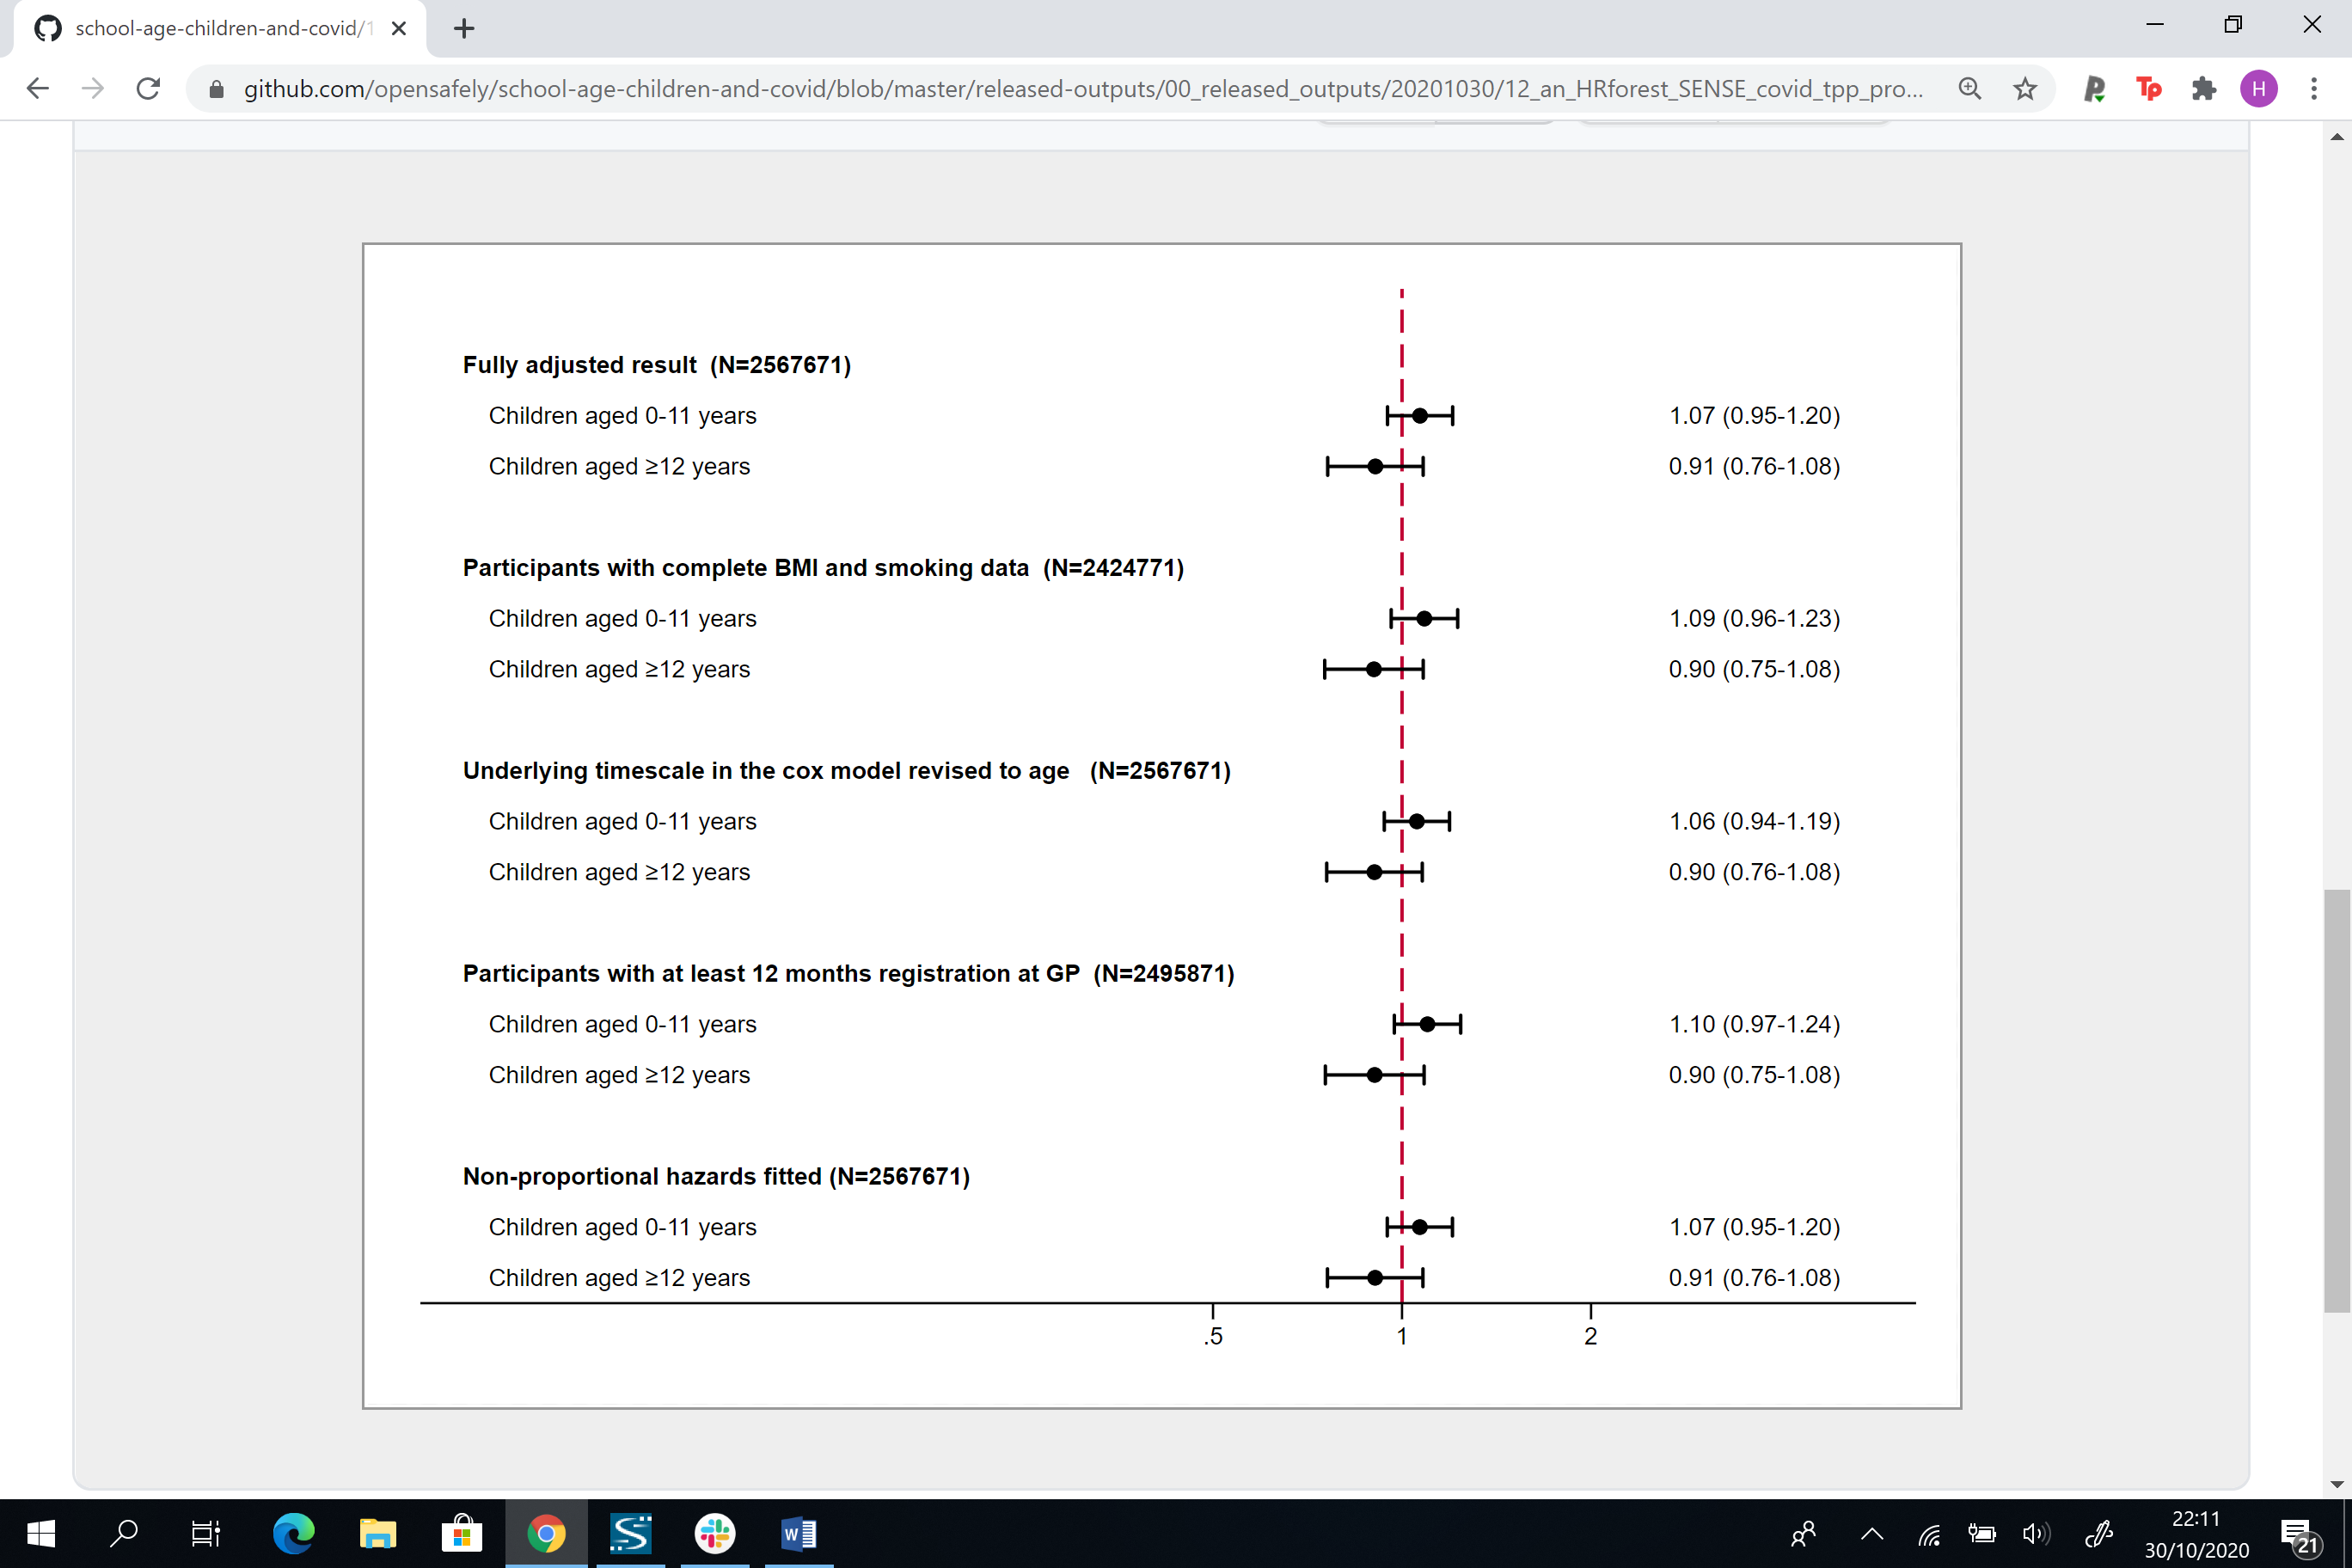 school-age-children-and-covid/1
github.com/opensafely/school-age-children-and-covid/blob/master/released-outputs/00_released_outputs/20201030/12_an_HRforest_SENSE_covid_tpp_pro...
Tp
H
Fully adjusted result (N=2567671)
Children aged 0-11 years 1.07 (0.95-1.20)
Children aged ≥12 years 0.91 (0.76-1.08)
Participants with complete BMI and smoking data (N=2424771)
Children aged 0-11 years 1.09 (0.96-1.23)
Children aged ≥12 years 0.90 (0.75-1.08)
Underlying timescale in the cox model revised to age (N=2567671)
Children aged 0-11 years 1.06 (0.94-1.19)
Children aged ≥12 years 0.90 (0.76-1.08)
Participants with at least 12 months registration at GP (N=2495871)
Children aged 0-11 years 1.10 (0.97-1.24)
Children aged ≥12 years 0.90 (0.75-1.08)
Non-proportional hazards fitted (N=2567671)
Children aged 0-11 years 1.07 (0.95-1.20)
Children aged ≥12 years 0.91 (0.76-1.08)
.5 1 2
22:11
30/10/2020
21